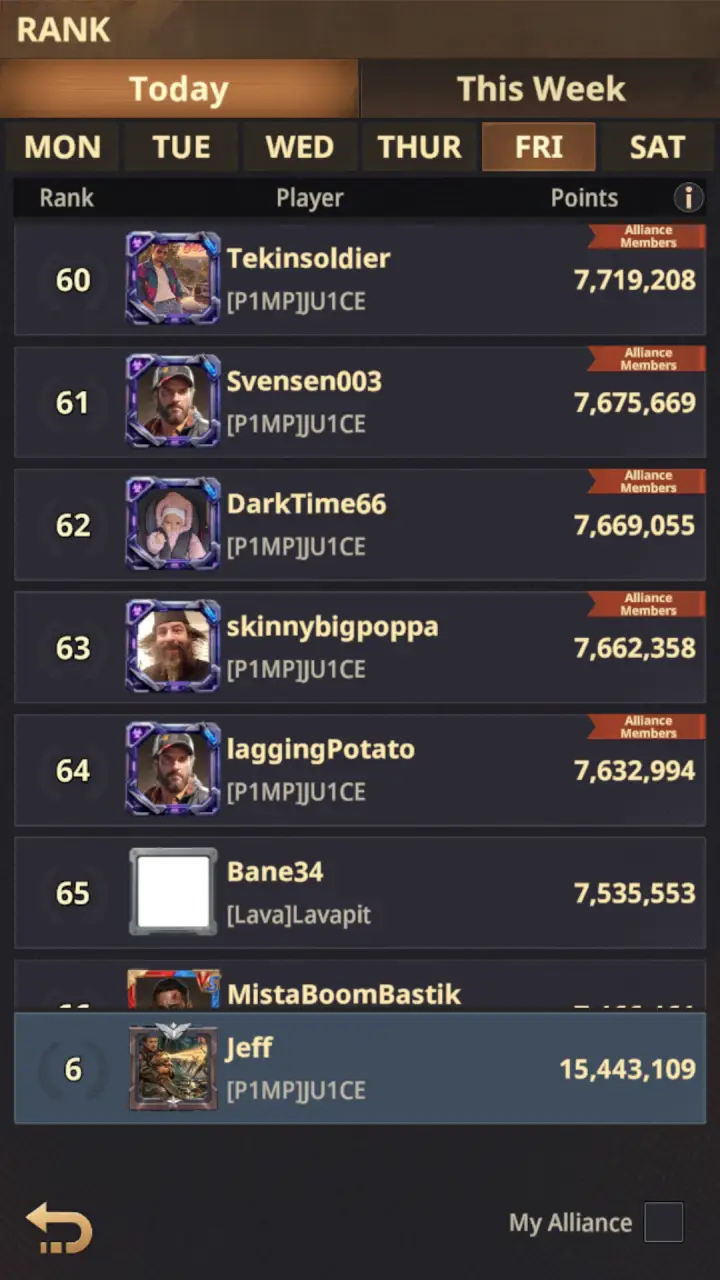 RANK
Today
This Week
MON TUE WED THUR FRI SAT
Rank Player Points i
Alliance
Members
60 Tekinsoldier 7,719,208
[P1MP]JU1CE
Alliance
Members
61 Svensen003 7,675,669
[P1MP]JU1CE
Alliance
Members
62 DarkTime66 7,669,055
[P1MP]JU1CE
Alliance
Members
63 skinnybigpoppa 7,662,358
[P1MP]JU1CE
Alliance
Members
64 laggingPotato 7,632,994
[P1MP]JU1CE
65 Bane34 7,535,553
[Lava]Lavapit
VS
MistaBoomBastik
6 Jeff 15,443,109
[P1MP]JU1CE
My Alliance